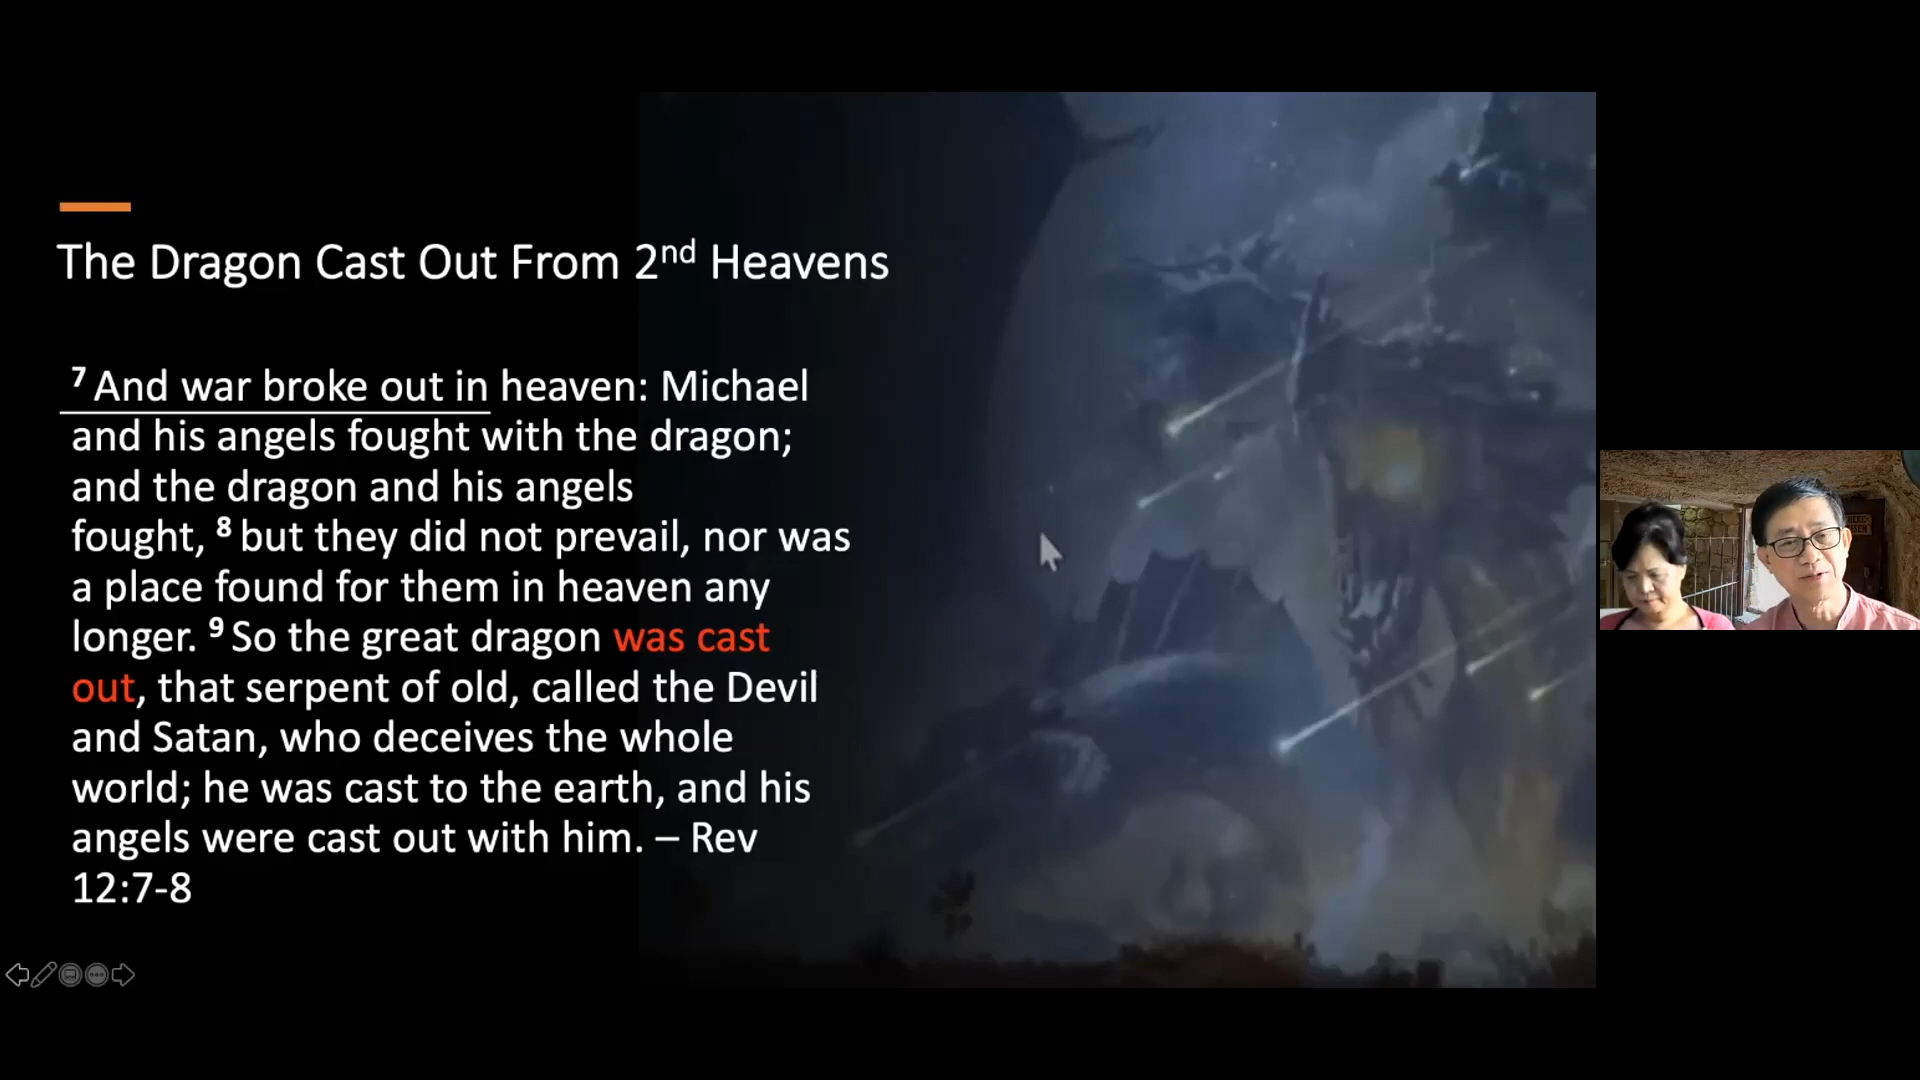 The Dragon Cast Out From 2nd Heavens
7 And war broke out in heaven: Michael
and his angels fought with the dragon;
and the dragon and his angels
fought, 8 but they did not prevail, nor was
a place found for them in heaven any
longer. 9 So the great dragon was cast
out, that serpent of old, called the Devil
and Satan, who deceives the whole
world; he was cast to the earth, and his
angels were cast out with him. – Rev
12:7-8